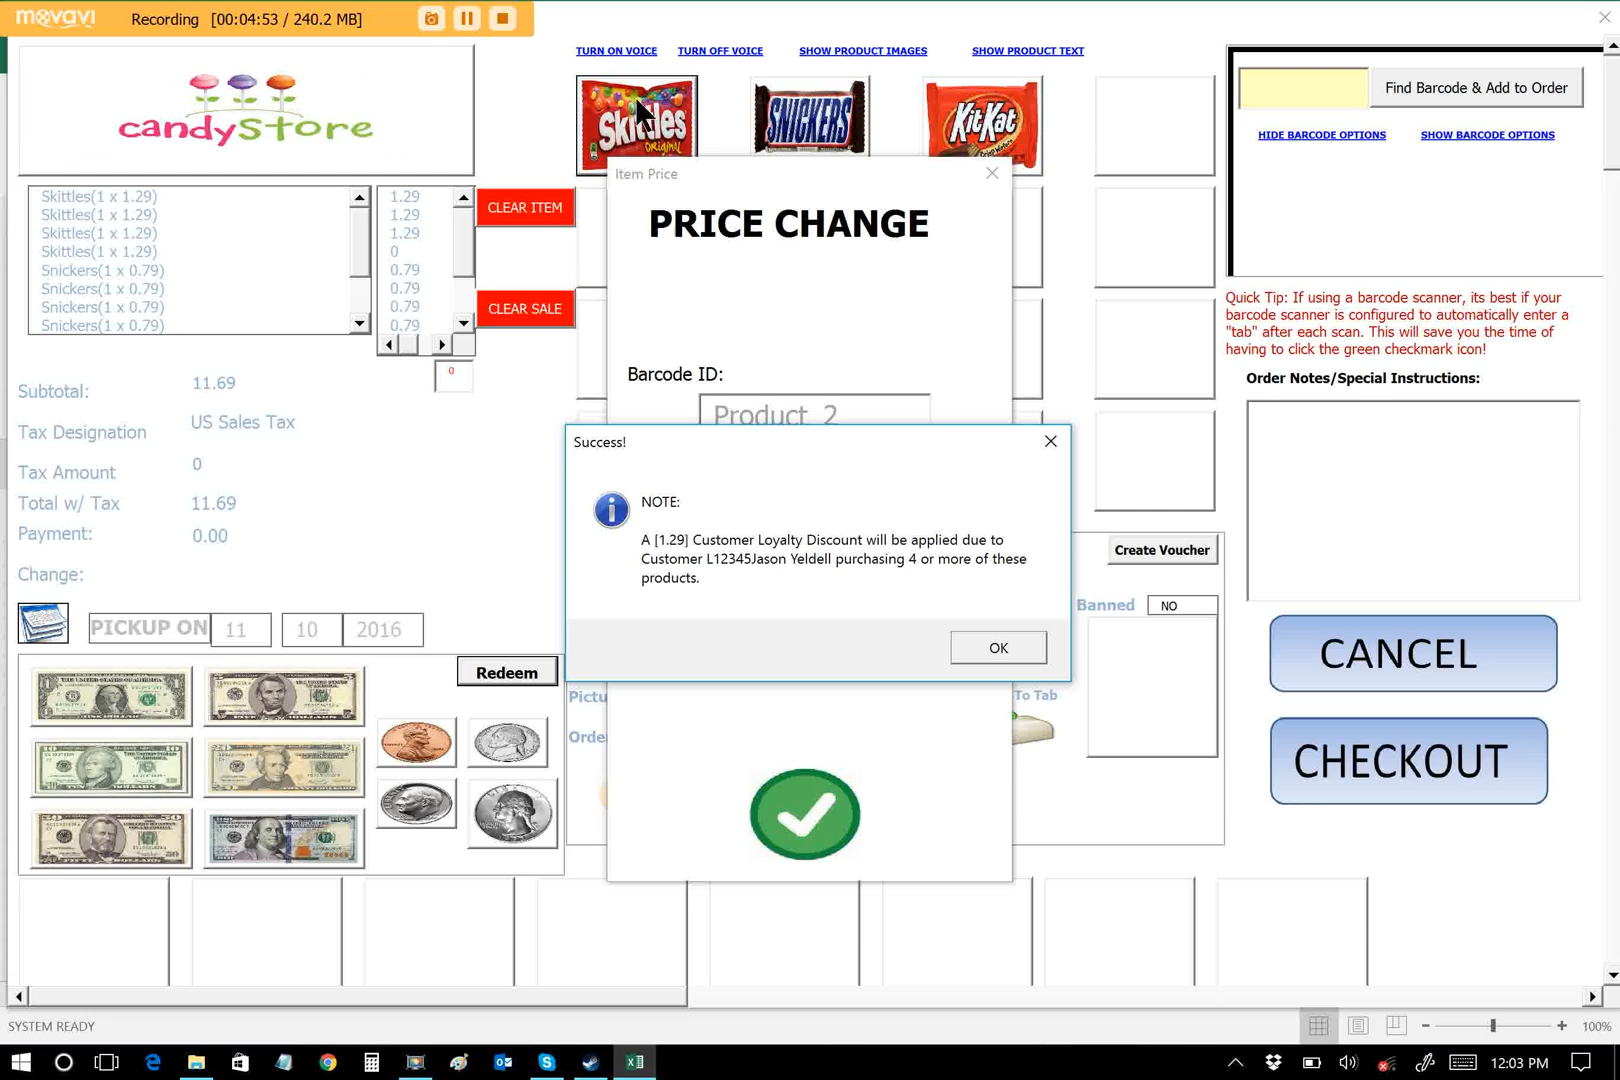 movavi
Recording [00:04:53 / 240.2 MB]
TURN ON VOICE
TURN OFF VOICE
SHOW PRODUCT IMAGES
SHOW PRODUCT TEXT
candyStore
Skittles
ORIGINAL
SNICKERS
KitKat
Crisp Wafers
Find Barcode & Add to Order
HIDE BARCODE OPTIONS
SHOW BARCODE OPTIONS
Item Price
PRICE CHANGE
Skittles(1 x 1.29)
Skittles(1 x 1.29)
Skittles(1 x 1.29)
Skittles(1 x 1.29)
Snickers(1 x 0.79)
Snickers(1 x 0.79)
Snickers(1 x 0.79)
Snickers(1 x 0.79)
1.29
1.29
1.29
0
0.79
0.79
0.79
0.79
CLEAR ITEM
CLEAR SALE
Quick Tip: If using a barcode scanner, its best if your
barcode scanner is configured to automatically enter a
"tab" after each scan. This will save you the time of
having to click the green checkmark icon!
Order Notes/Special Instructions:
Barcode ID:
Product_2
0
Subtotal: 11.69
Tax Designation US Sales Tax
Tax Amount 0
Total w/ Tax 11.69
Payment: 0.00
Change:
Success!
NOTE:
A [1.29] Customer Loyalty Discount will be applied due to
Customer L12345Jason Yeldell purchasing 4 or more of these
products.
OK
Create Voucher
Banned NO
PICKUP ON 11 10 2016
Redeem
Pictu
Order
To Tab
CANCEL
CHECKOUT
SYSTEM READY
100%
12:03 PM